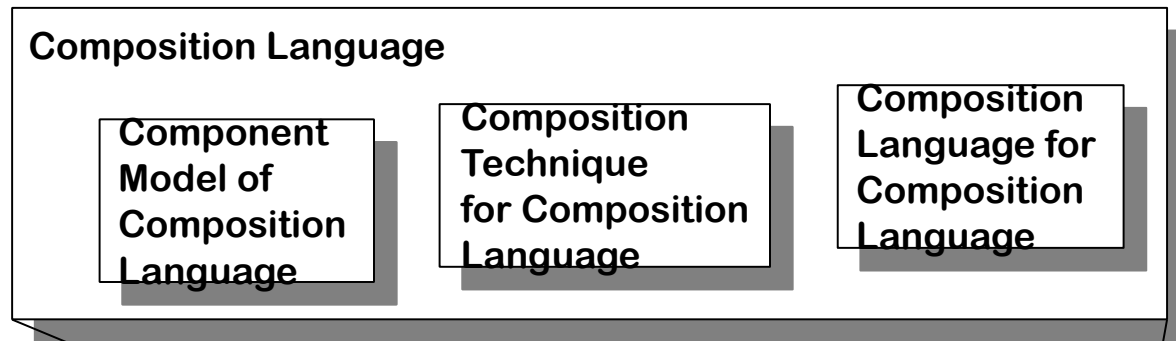 Composition Language
Component
Model of
Composition
Language
Composition
Technique
for Composition
Language
Composition
Language for
Composition
Language